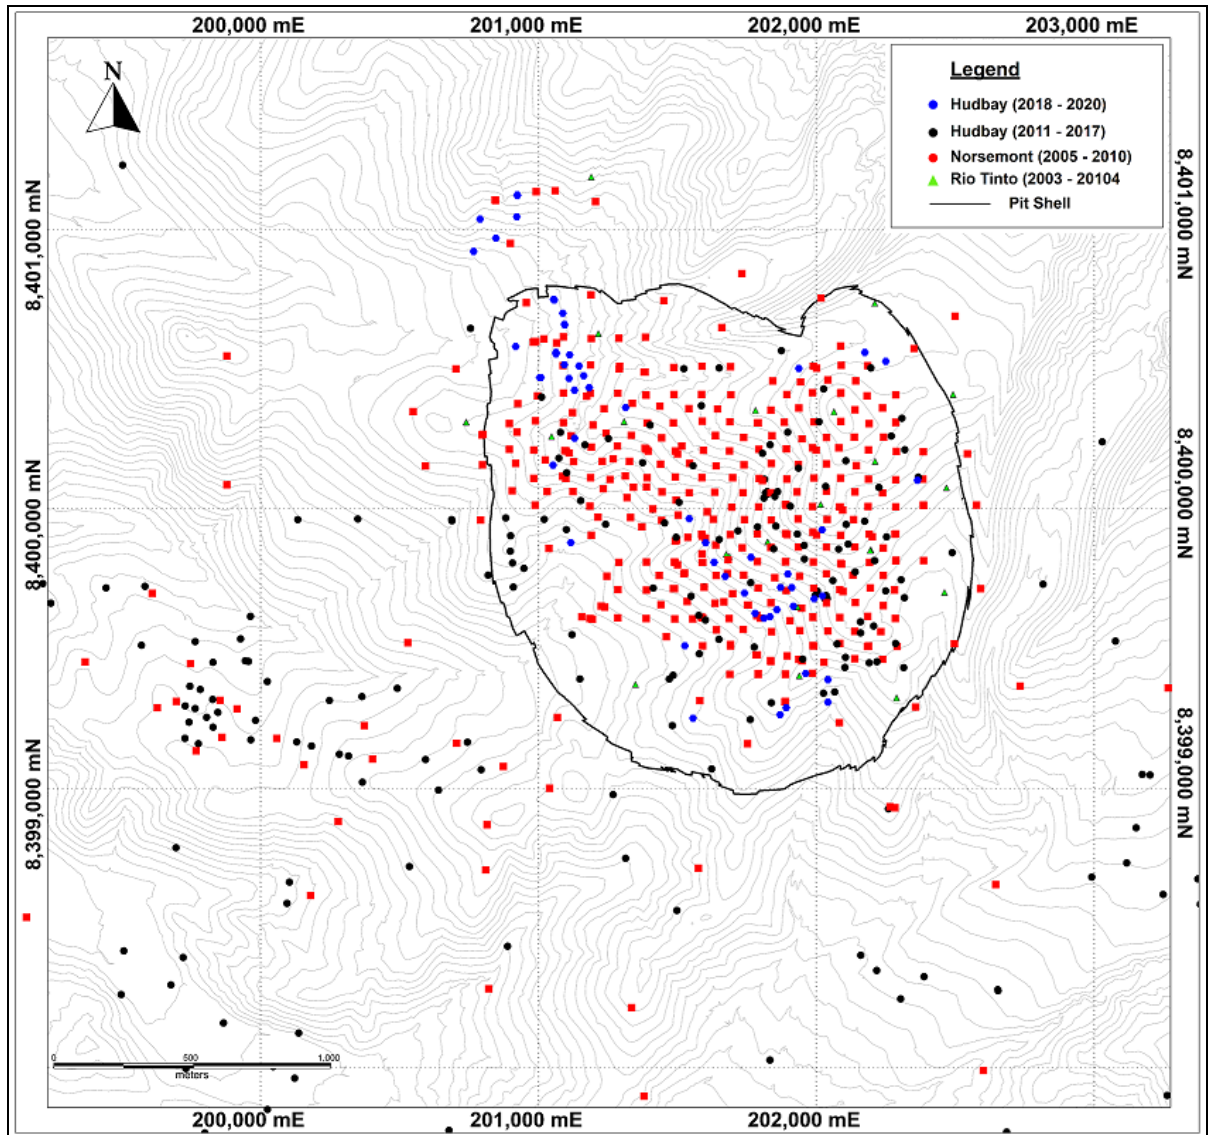 200,000 mE 201,000 mE 202,000 mE 203,000 mE
N
Legend
Hudbay (2018 - 2020)
Hudbay (2011 - 2017)
Norsemont (2005 - 2010)
Rio Tinto (2003 - 20104
Pit Shell
8,401,000 mN
8,401,000 mN
8,400,000 mN
8,400,000 mN
8,399,000 mN
8,399,000 mN
0 500 1,000
meters
200,000 mE 201,000 mE 202,000 mE